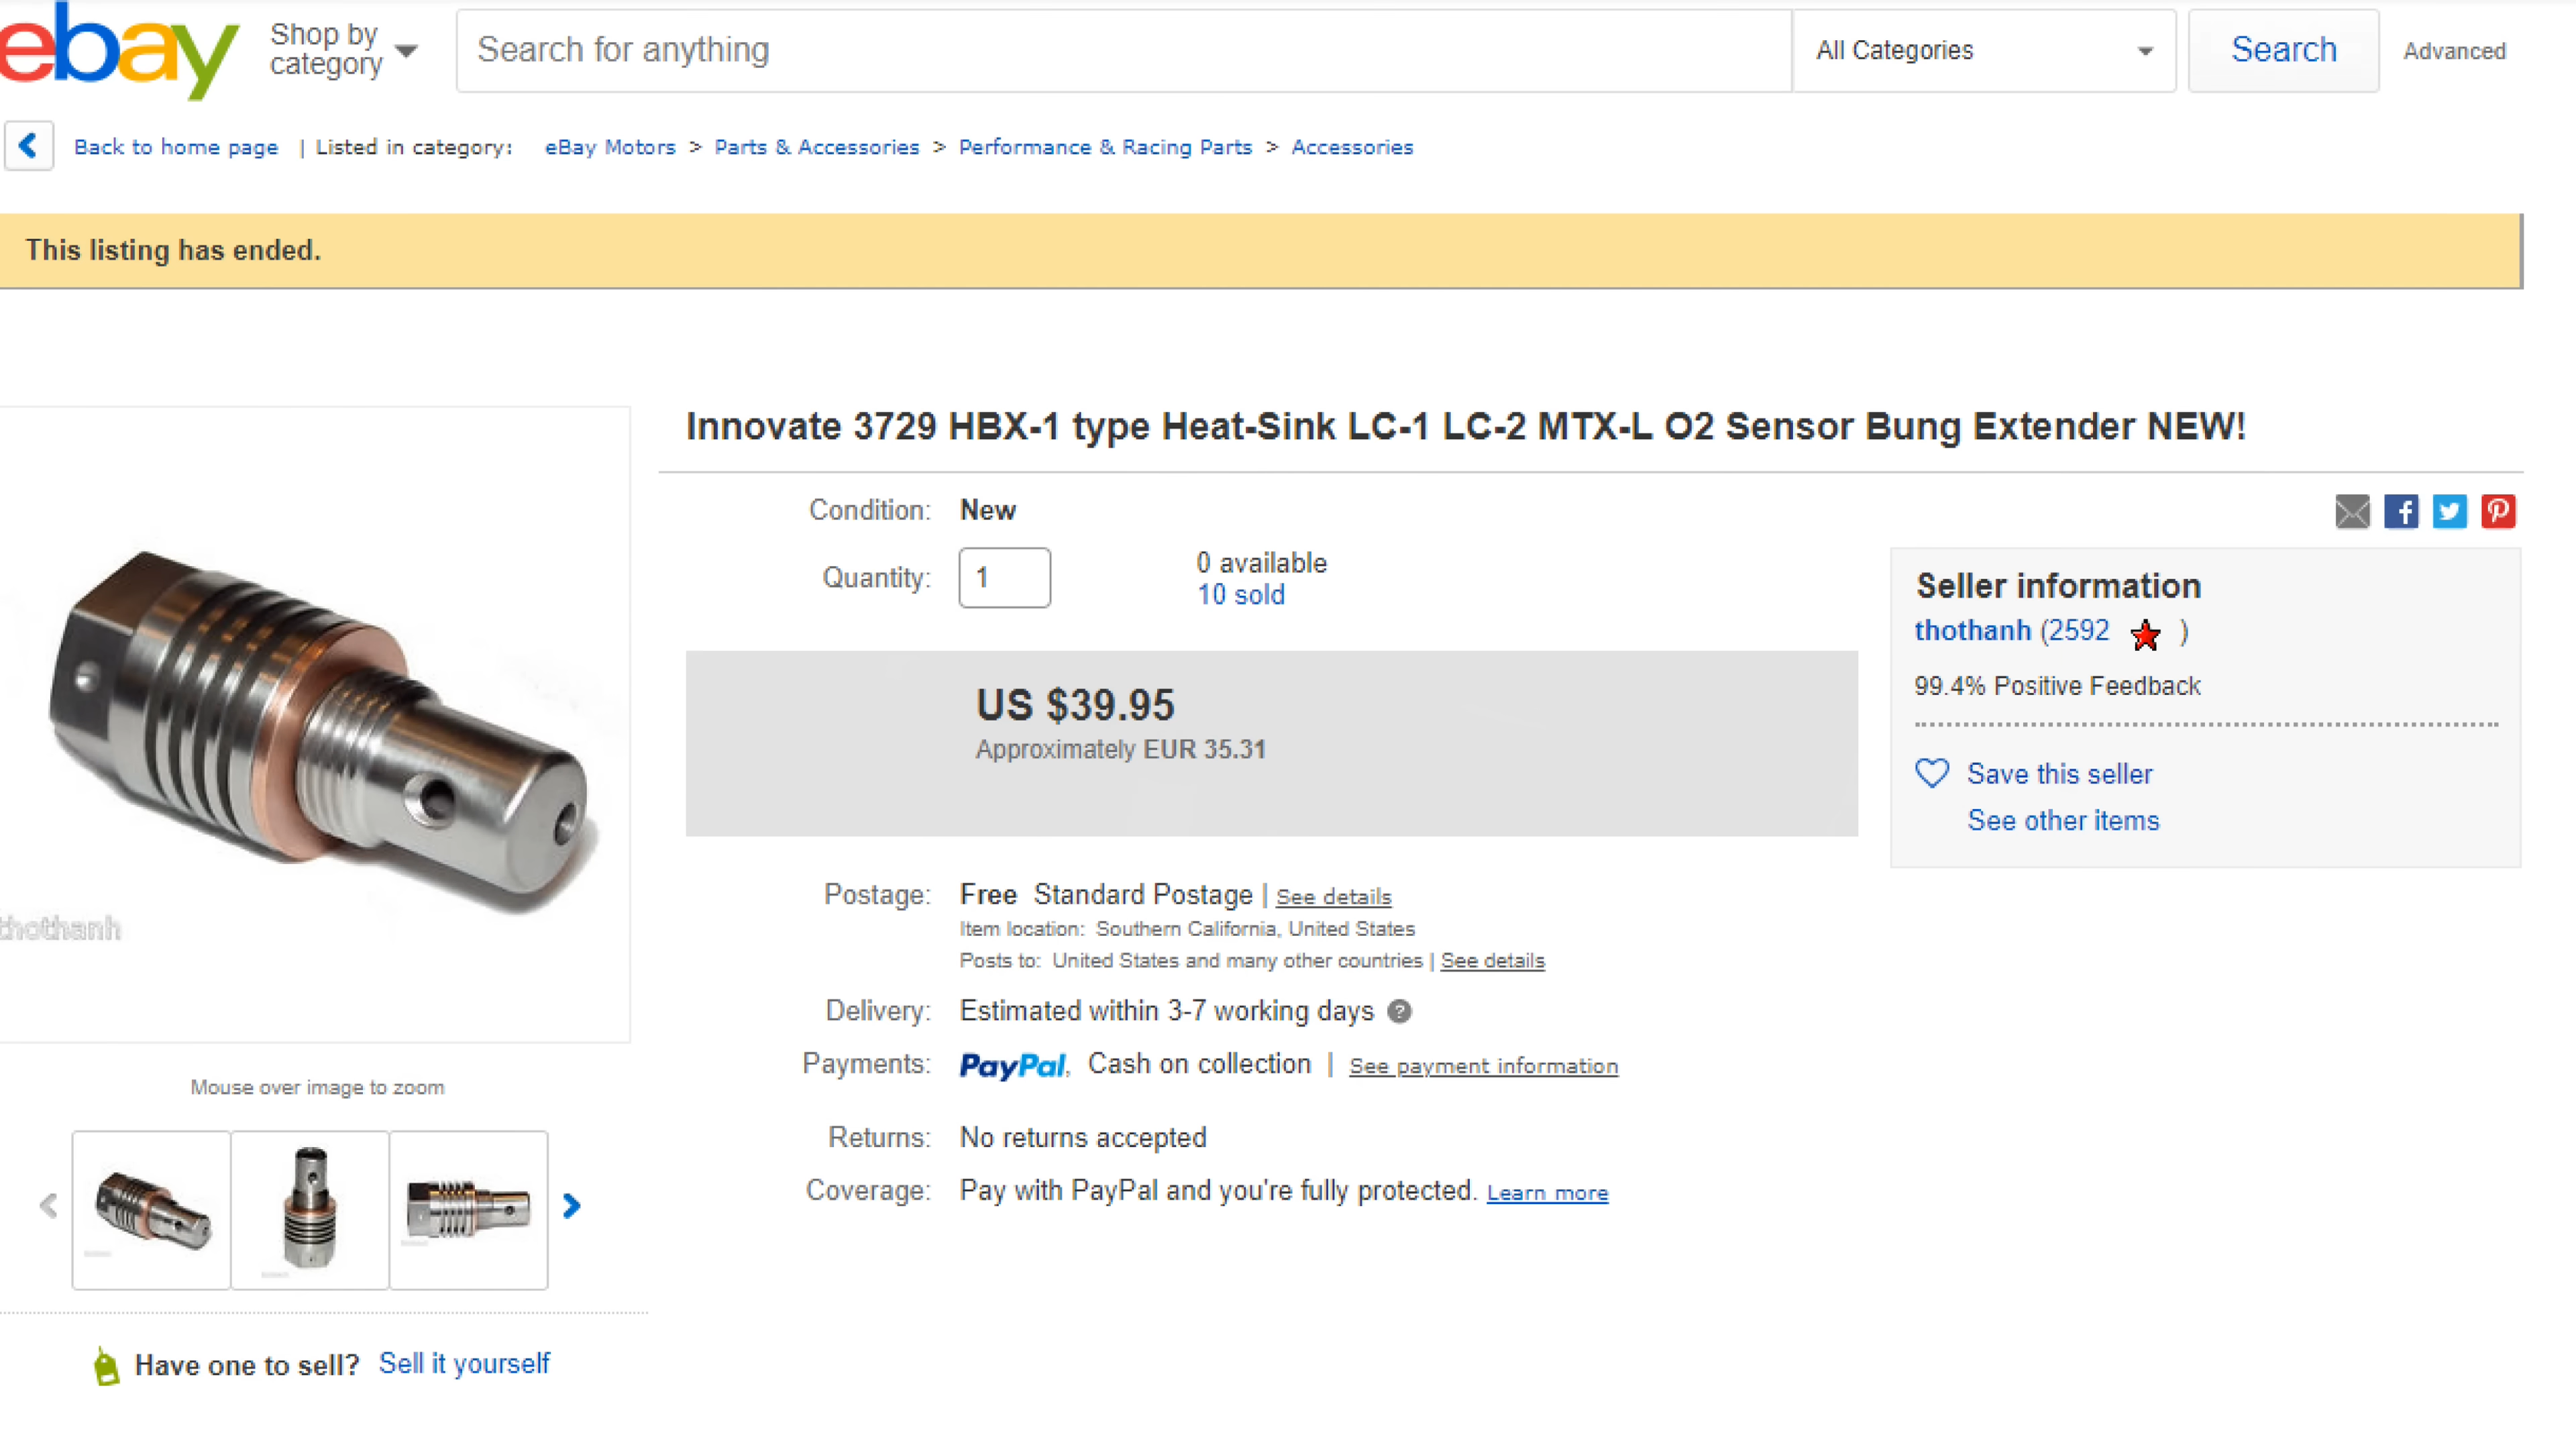 ebay
Shop by
category
Search for anything
All Categories
Search
Advanced
Back to home page | Listed in category: eBay Motors > Parts & Accessories > Performance & Racing Parts > Accessories
This listing has ended.
Innovate 3729 HBX-1 type Heat-Sink LC-1 LC-2 MTX-L O2 Sensor Bung Extender NEW!
Condition: New
Quantity: 1
0 available
10 sold
US $39.95
Approximately EUR 35.31
Seller information
thothanh (2592 )
99.4% Positive Feedback
Save this seller
See other items
Postage: Free Standard Postage | See details
Item location: Southern California, United States
Posts to: United States and many other countries | See details
Delivery: Estimated within 3-7 working days ?
Payments: PayPal, Cash on collection | See payment information
Returns: No returns accepted
Coverage: Pay with PayPal and you're fully protected. Learn more
thothanh
Mouse over image to zoom
Have one to sell? Sell it yourself